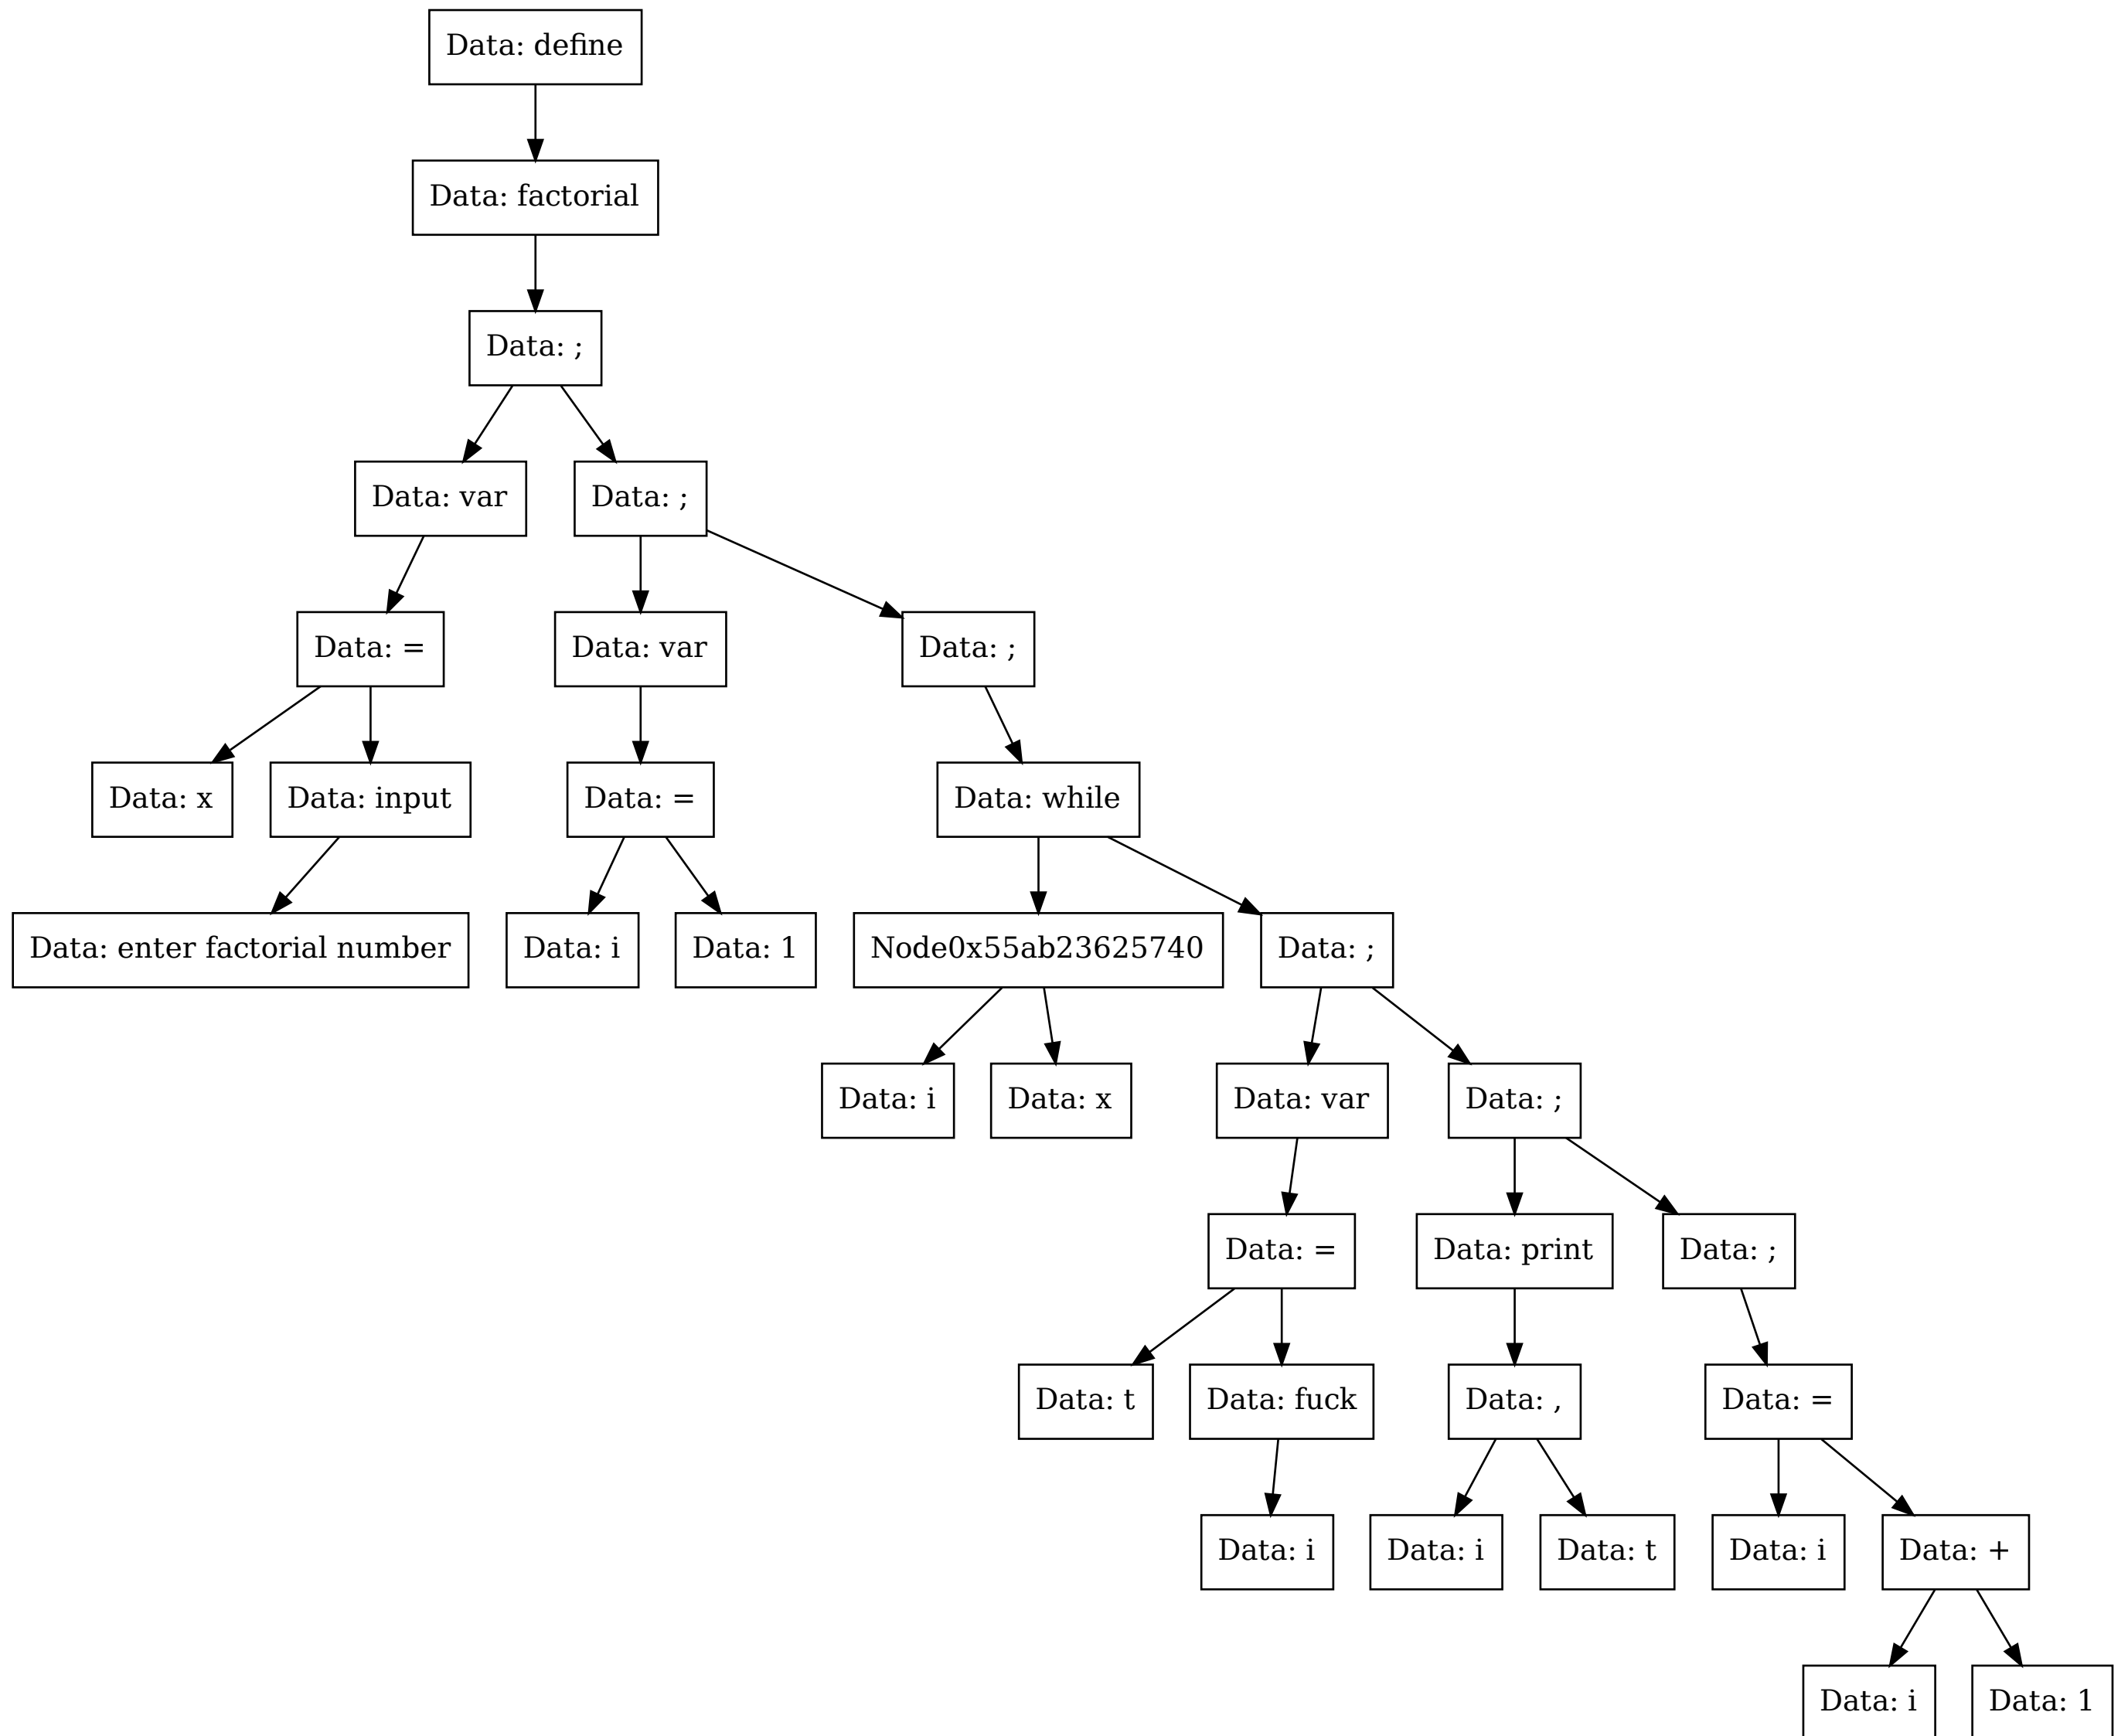 Data: define
Data: factorial
Data: ;
Data: var
Data: ;
Data: =
Data: var
Data: ;
Data: x
Data: input
Data: =
Data: while
Data: enter factorial number
Data: i
Data: 1
Node0x55ab23625740
Data: ;
Data: i
Data: x
Data: var
Data: ;
Data: =
Data: print
Data: ;
Data: t
Data: fuck
Data: ,
Data: =
Data: i
Data: i
Data: t
Data: i
Data: +
Data: i
Data: 1